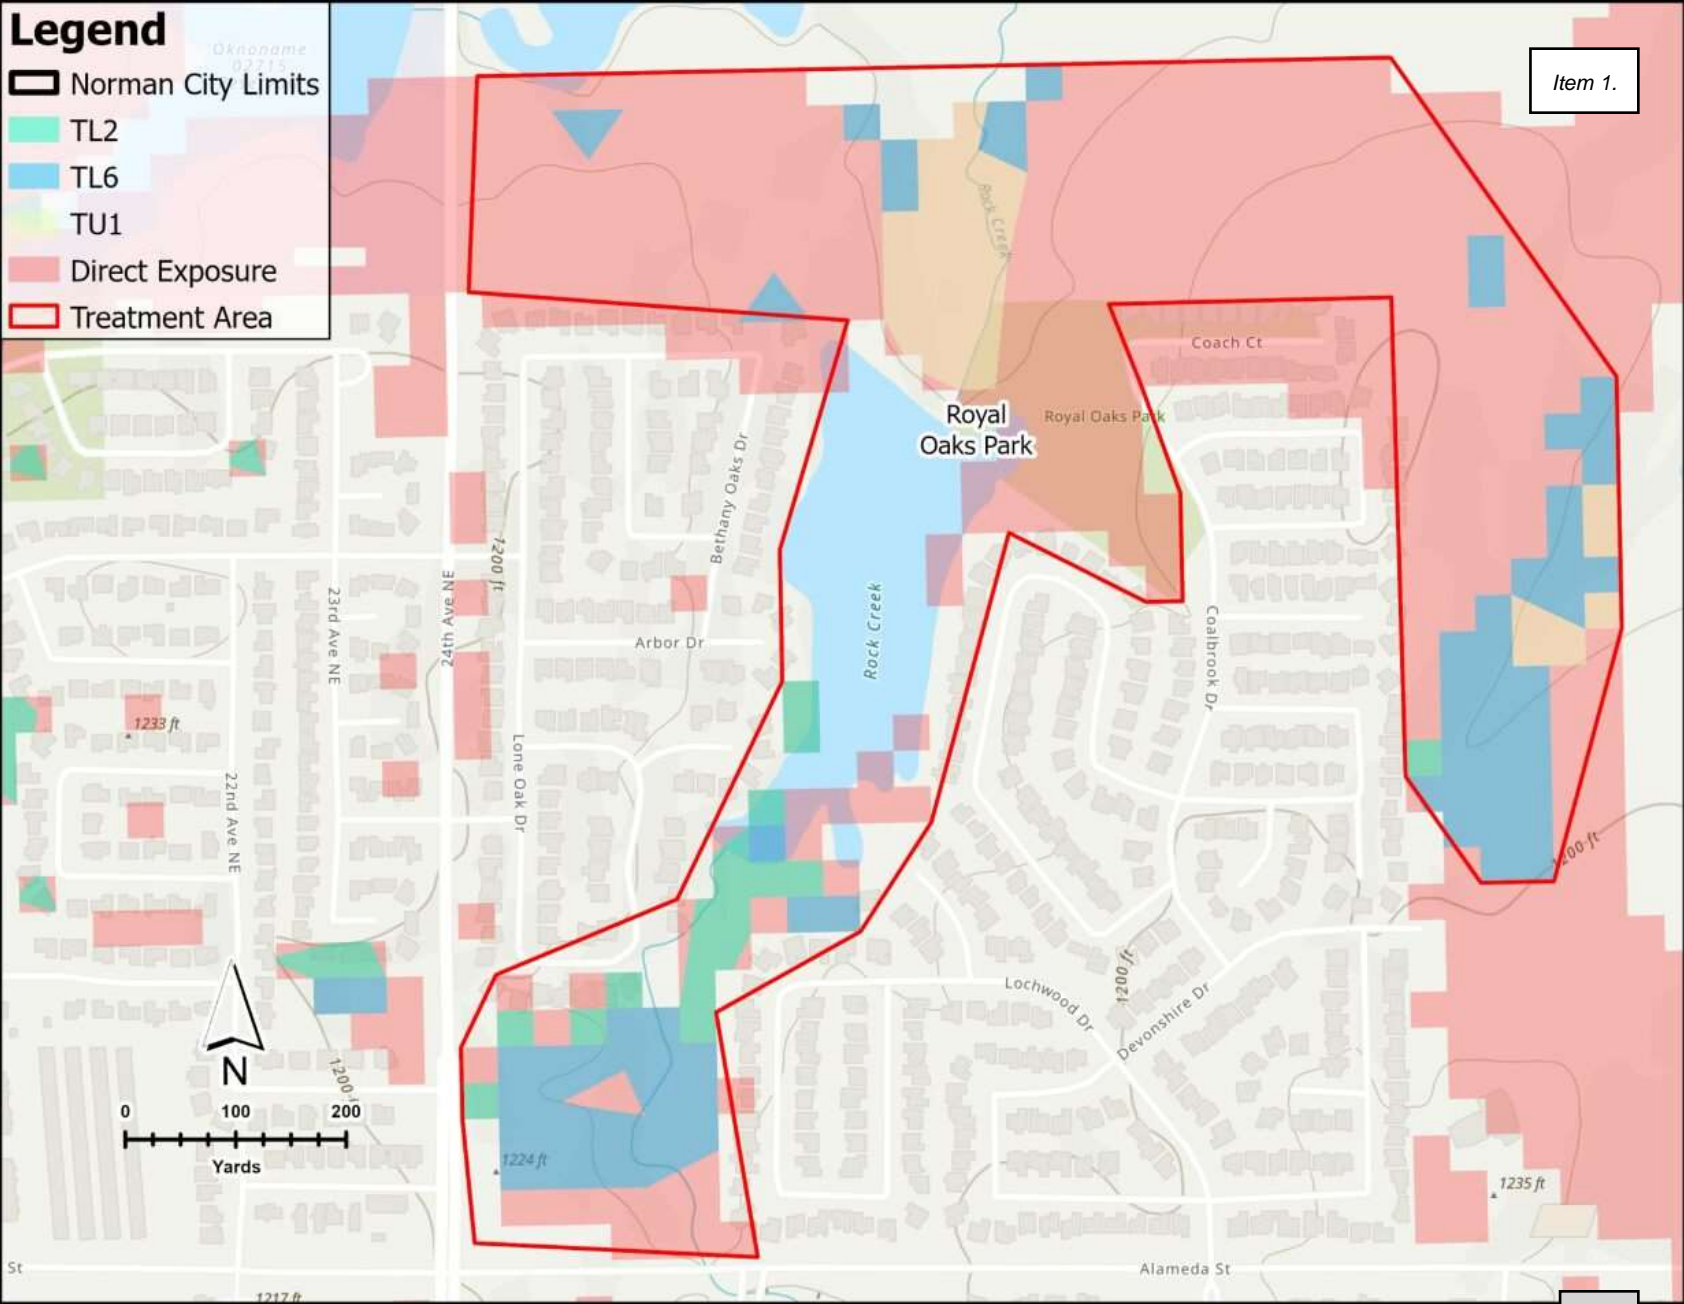 Legend
Norman City Limits
TL2
TL6
TU1
Direct Exposure
Treatment Area
Oknoname
02715
Item 1.
Rock Creek
Coach Ct
Royal
Oaks Park
Royal Oaks Park
Bethany Oaks Dr
1200 ft
23rd Ave NE
24th Ave NE
Rock Creek
Arbor Dr
Coalbrook Dr
1233 ft
22nd Ave NE
Lone Oak Dr
1200 ft
N
0 100 200
Yards
1200
Lochwood Dr
1200 ft
Devonshire Dr
1224 ft
1235 ft
St
Alameda St
1217 ft